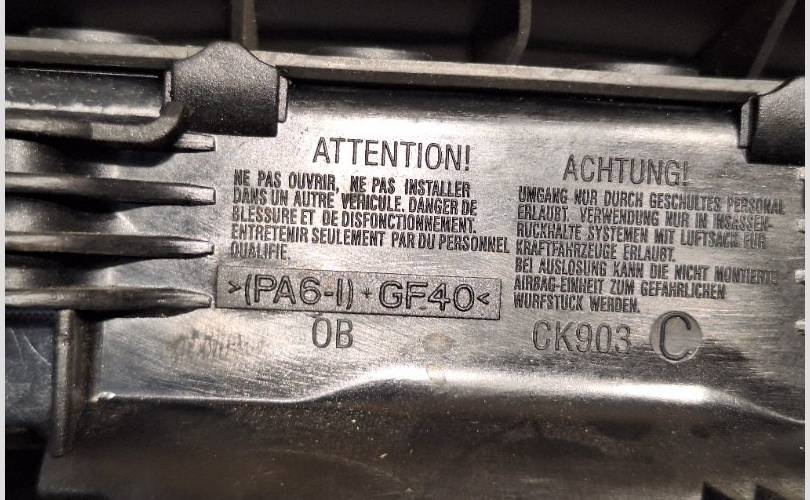 ATTENTION!
NE PAS OUVRIR, NE PAS INSTALLER
DANS UN AUTRE VEHICULE. DANGER DE
BLESSURE ET DE DISFONCTIONNEMENT.
ENTRETENIR SEULEMENT PAR DU PERSONNEL
QUALIFIE.
>(PA6-I)+GF40<
OB
ACHTUNG!
UMGANG NUR DURCH GESCHULTES PERSONAL
ERLAUBT. VERWENDUNG NUR IN INSASSEN-
RUCKHALTE SYSTEMEN MIT LUFTSACK FUR
KRAFTFAHRZEUGE ERLAUBT.
BEI AUSLOSUNG KANN DIE NICHT MONTIERTE
AIRBAG-EINHEIT ZUM GEFAHRLICHEN
WURFSTUCK WERDEN.
CK903 C